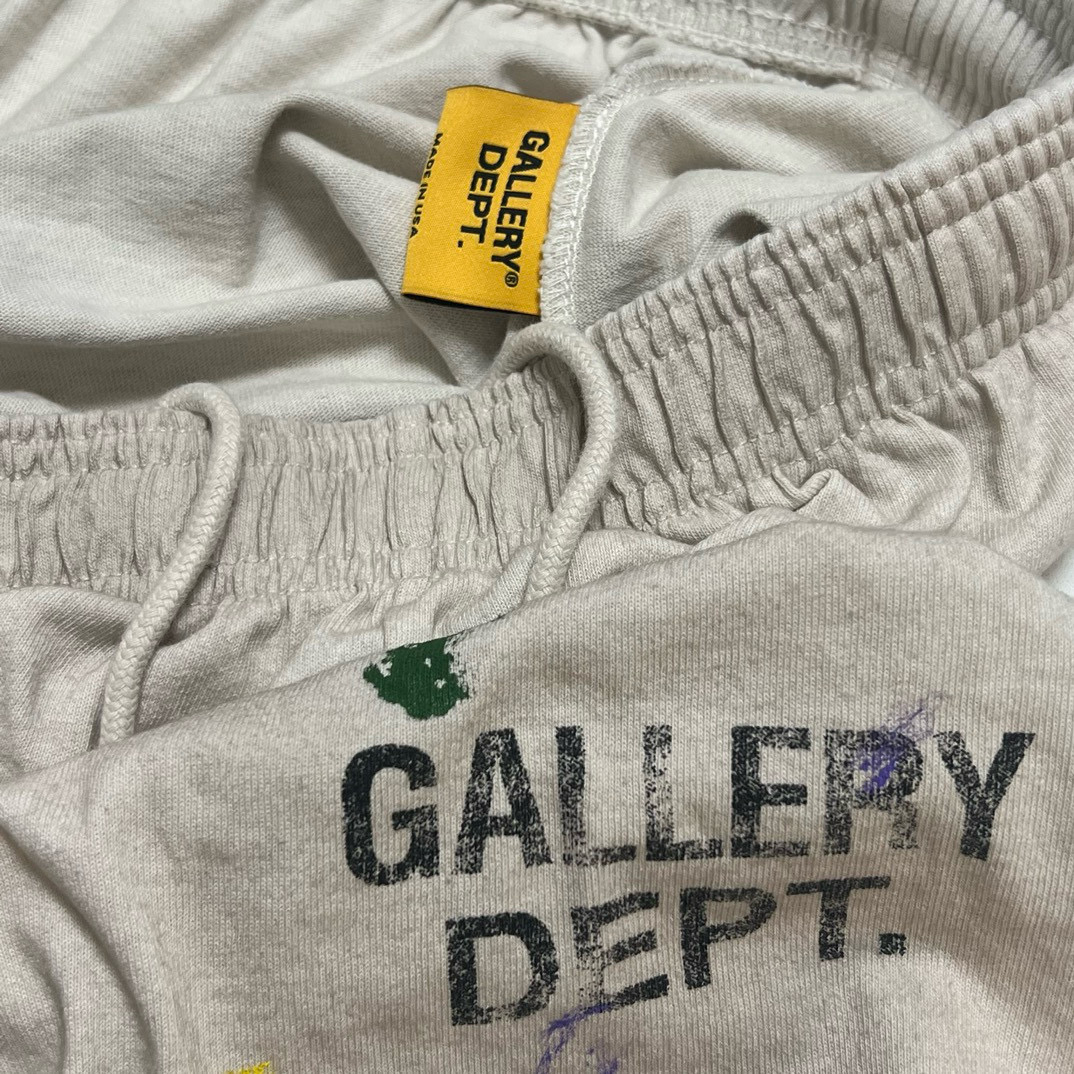 GALLERY®
DEPT.
MADE IN USA
GALLERY
DEPT.